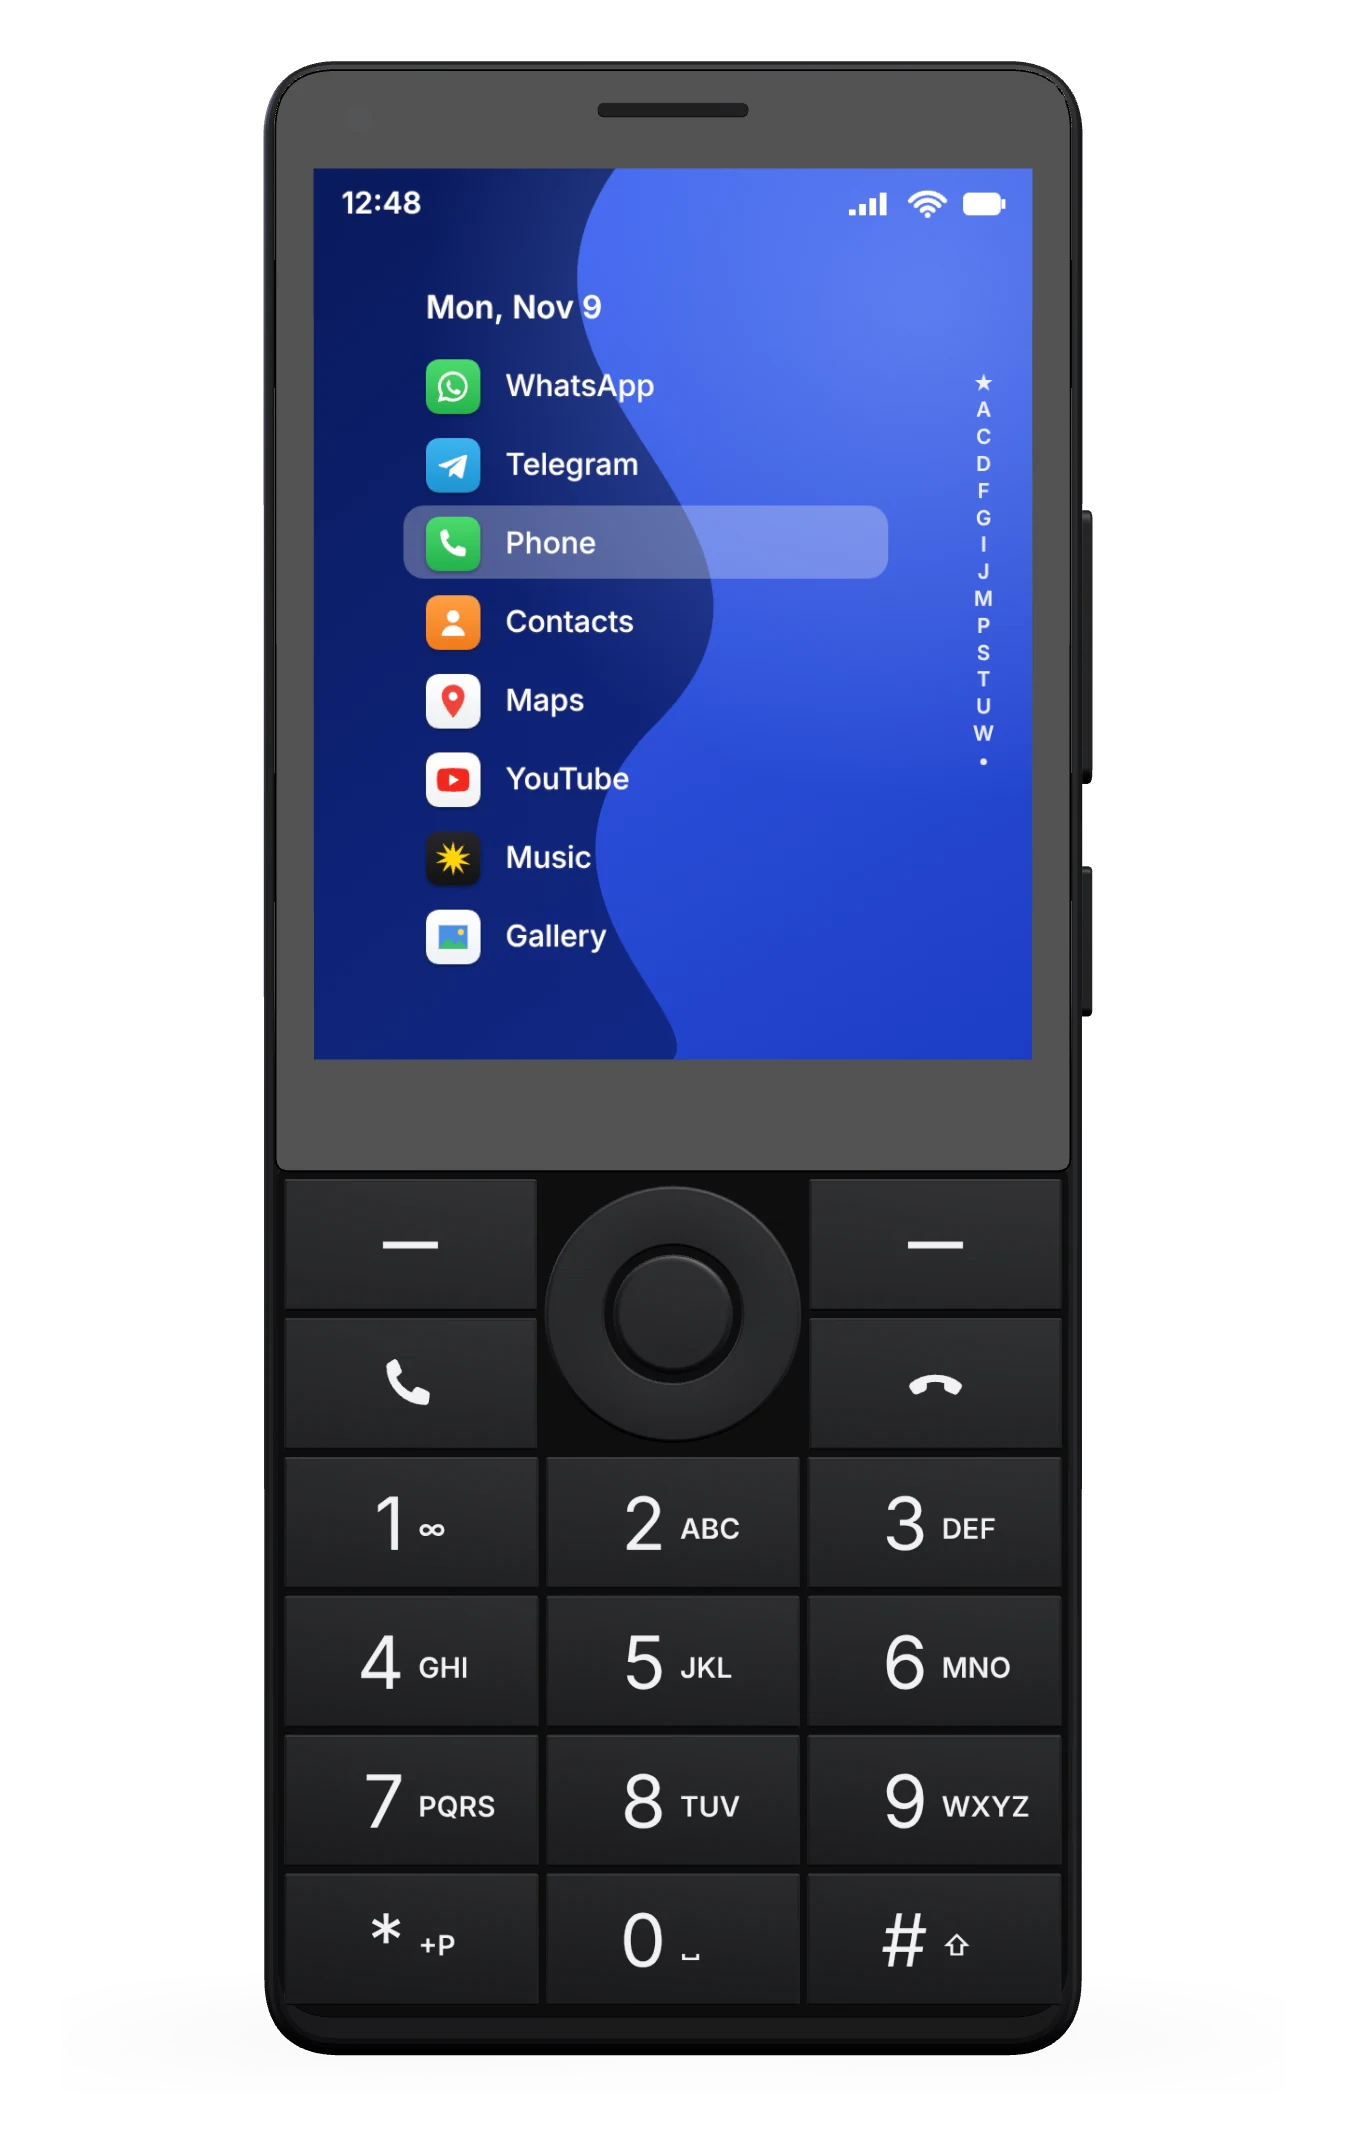 12:48
Mon, Nov 9
WhatsApp
Telegram
Phone
Contacts
Maps
YouTube
Music
Gallery
★
A
C
D
F
G
I
J
M
P
S
T
U
W
•
1 ∞
2 ABC
3 DEF
4 GHI
5 JKL
6 MNO
7 PQRS
8 TUV
9 WXYZ
* +P
0 ⎵
# ⇧